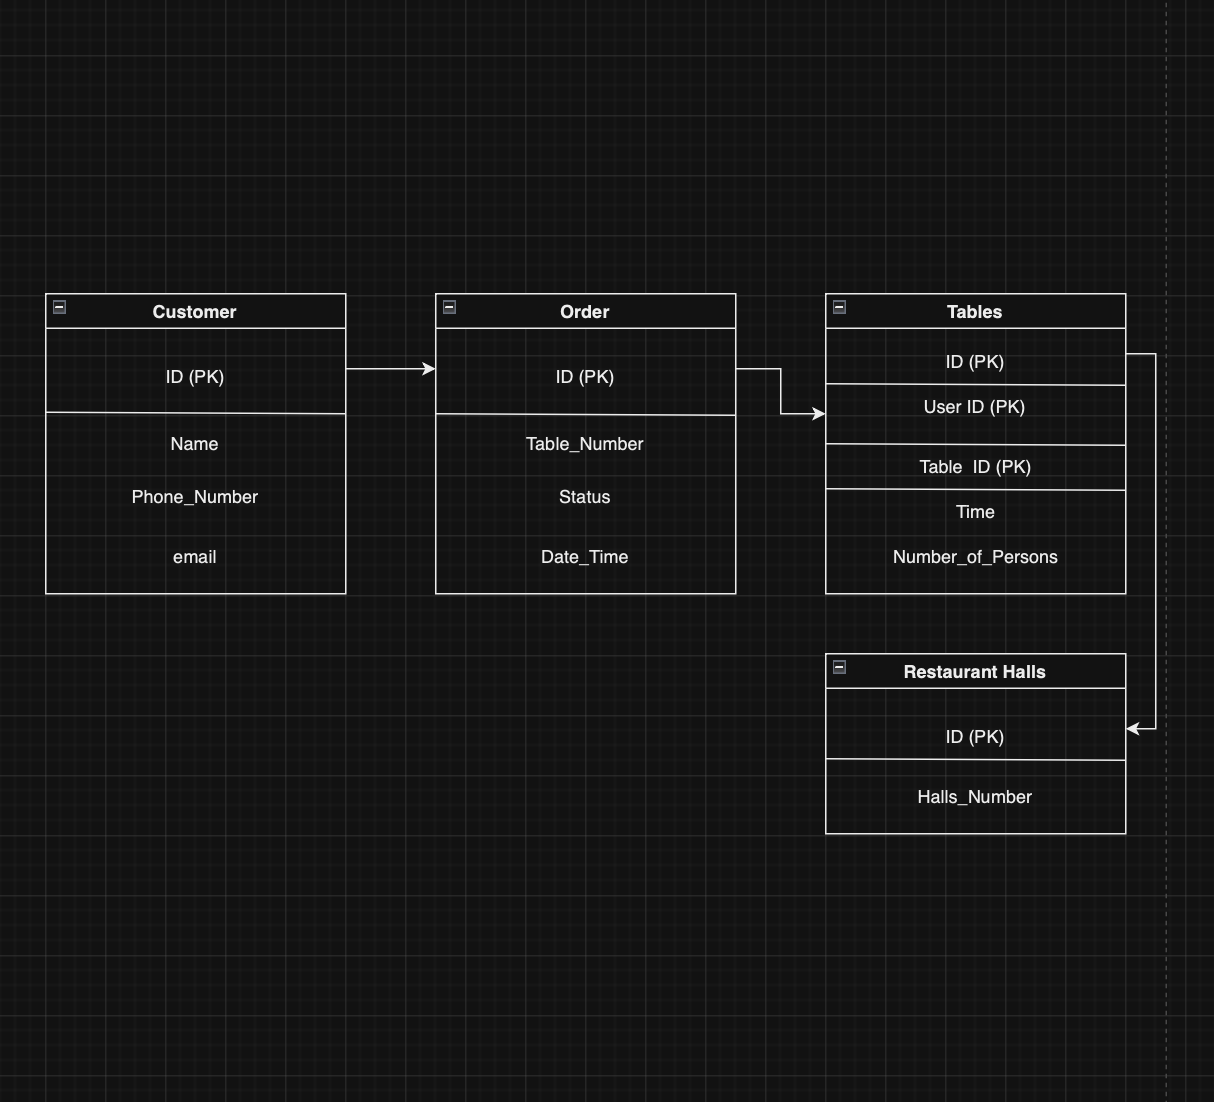 Customer
ID (PK)
Name
Phone_Number
email
Order
ID (PK)
Table_Number
Status
Date_Time
Tables
ID (PK)
User ID (PK)
Table  ID (PK)
Time
Number_of_Persons
Restaurant Halls
ID (PK)
Halls_Number